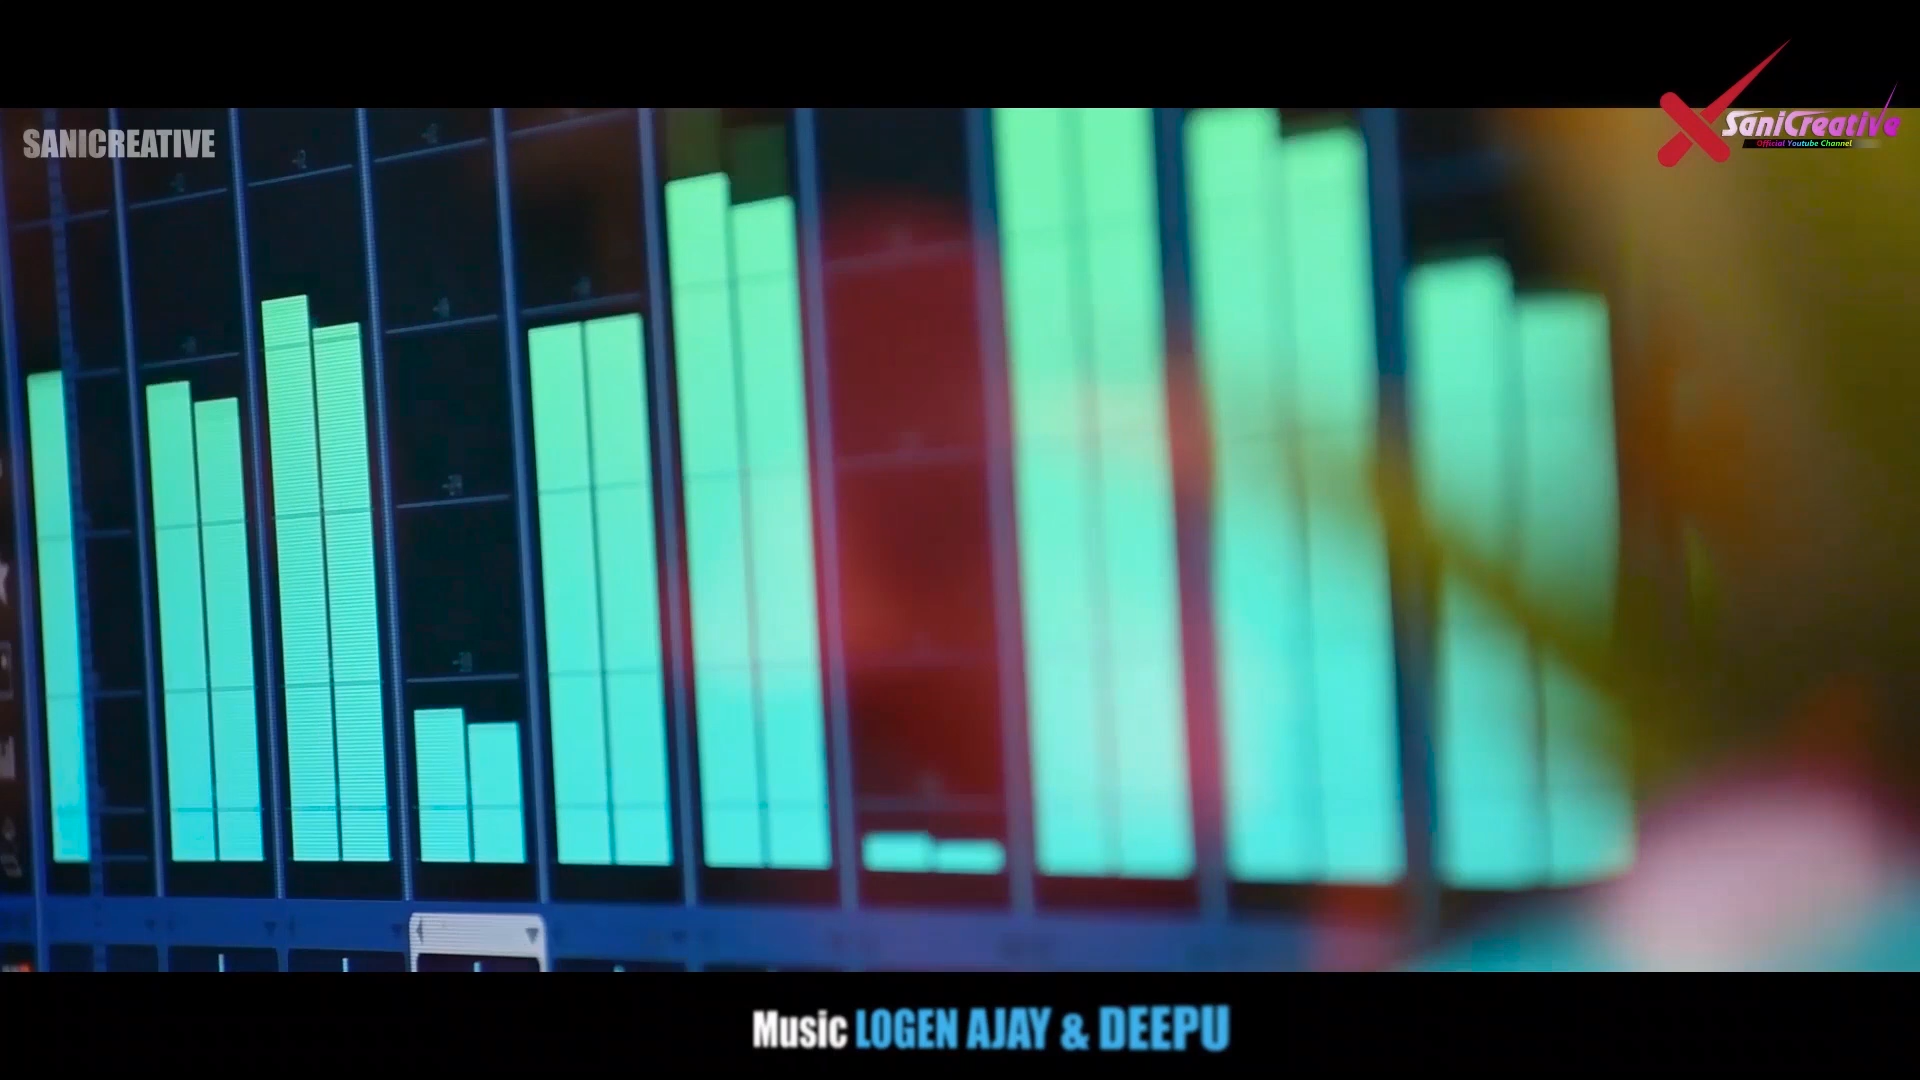 SANICREATIVE
SaniCreative
Official Youtube Channel
Music LOGEN AJAY & DEEPU